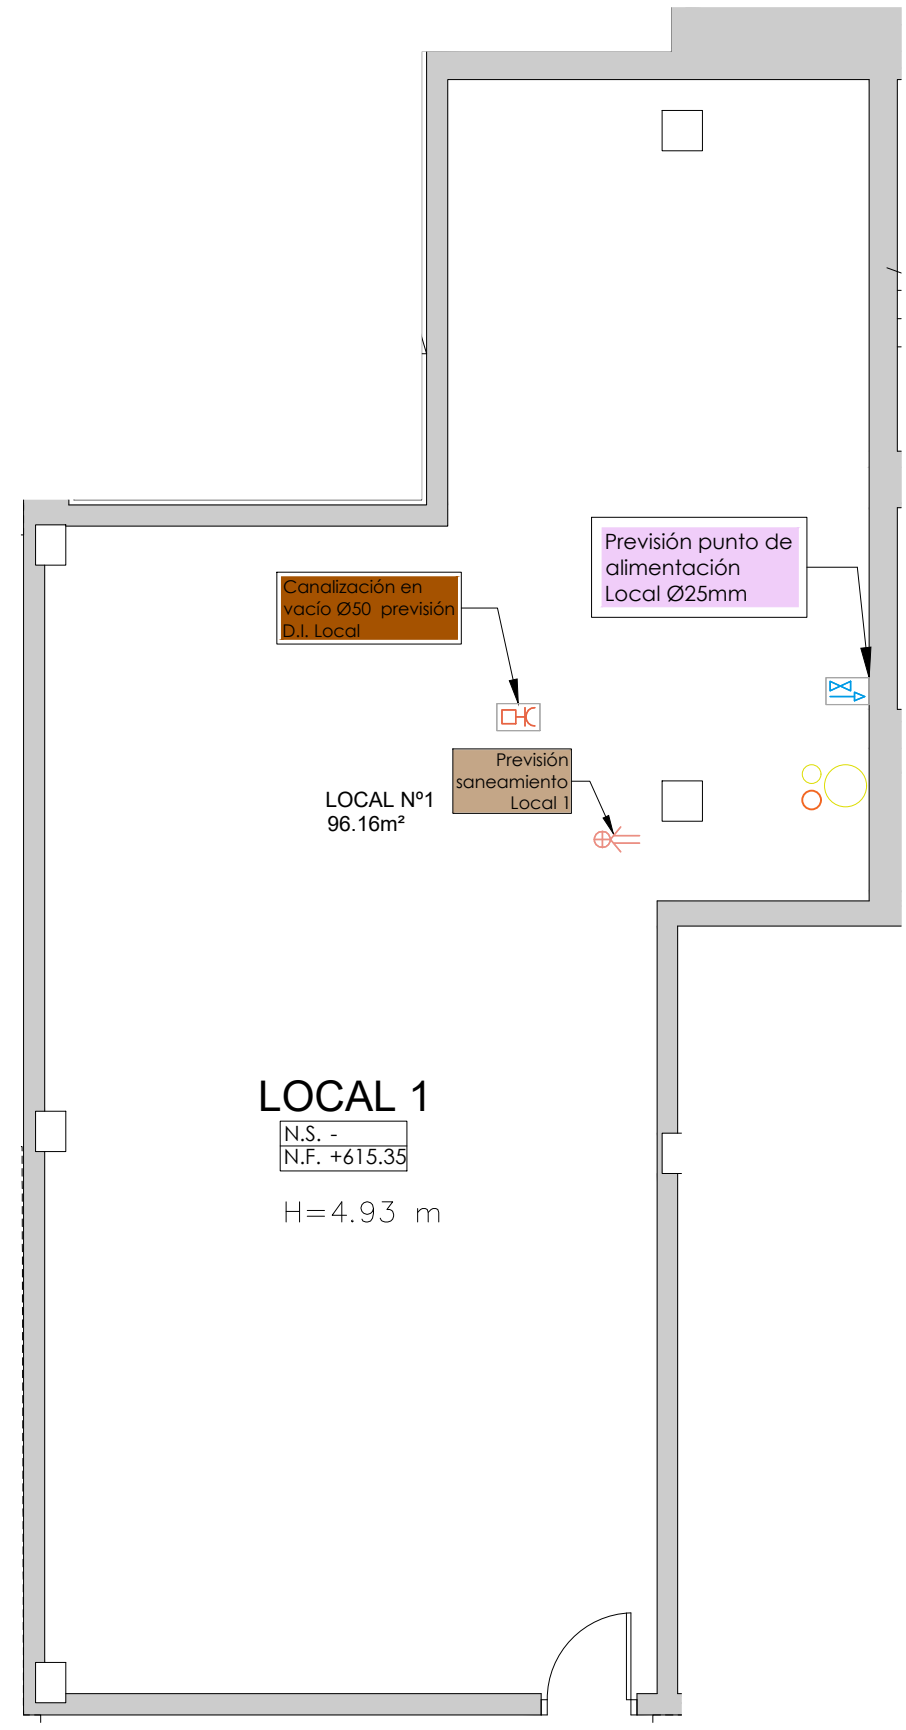 Previsión punto de
alimentación
Local Ø25mm
Canalización en
vacío Ø50 previsión
D.I. Local
Previsión
saneamiento
Local 1
LOCAL Nº1
96.16m²
LOCAL 1
N.S. -
N.F. +615.35
H=4.93 m